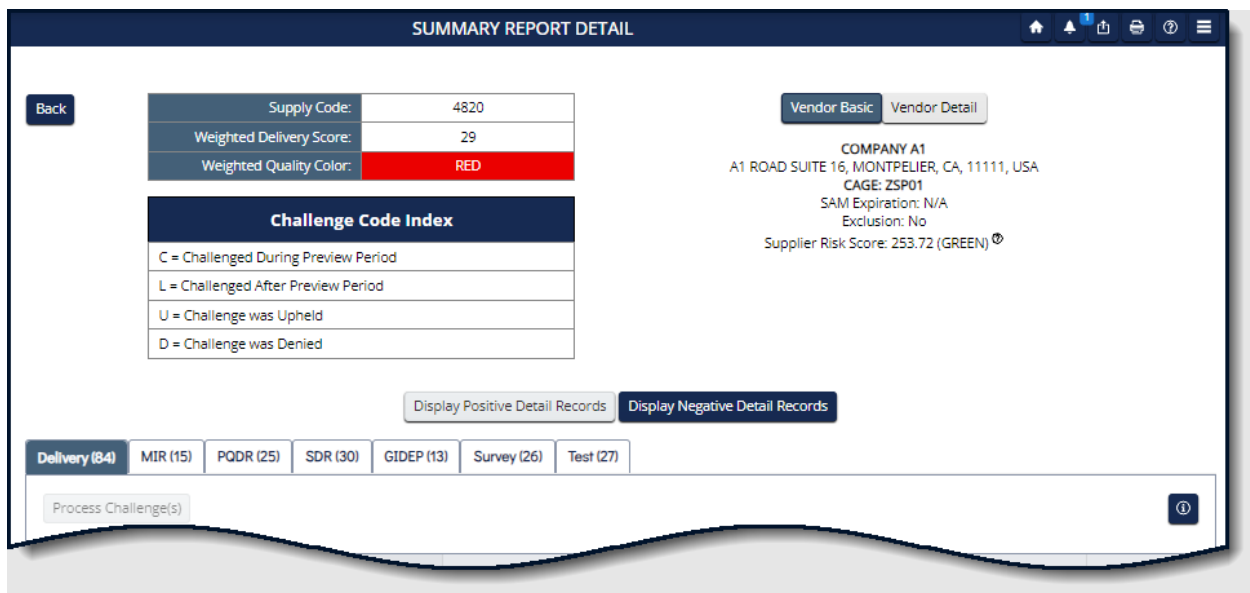 SUMMARY REPORT DETAIL
1
Back
Supply Code: 4820
Weighted Delivery Score: 29
Weighted Quality Color: RED
Challenge Code Index
C = Challenged During Preview Period
L = Challenged After Preview Period
U = Challenge was Upheld
D = Challenge was Denied
Vendor Basic Vendor Detail
COMPANY A1
A1 ROAD SUITE 16, MONTPELIER, CA, 11111, USA
CAGE: ZSP01
SAM Expiration: N/A
Exclusion: No
Supplier Risk Score: 253.72 (GREEN)
Display Positive Detail Records Display Negative Detail Records
Delivery (84) MIR (15) PQDR (25) SDR (30) GIDEP (13) Survey (26) Test (27)
Process Challenge(s)